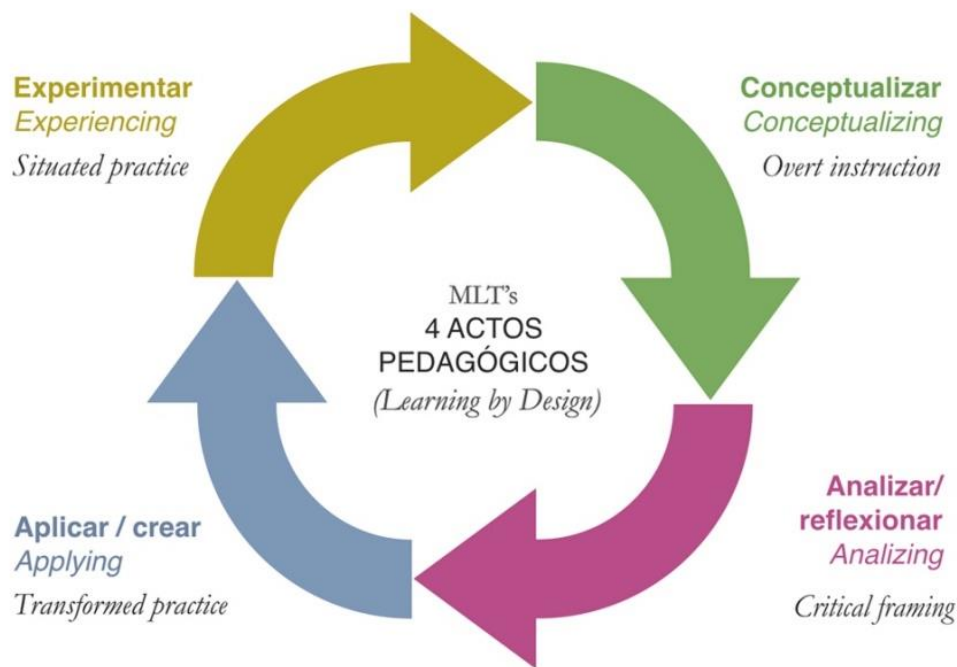 Experimentar
Experiencing
Situated practice
Conceptualizar
Conceptualizing
Overt instruction
MLT's
4 ACTOS
PEDAGÓGICOS
(Learning by Design)
Aplicar / crear
Applying
Transformed practice
Analizar/
reflexionar
Analizing
Critical framing